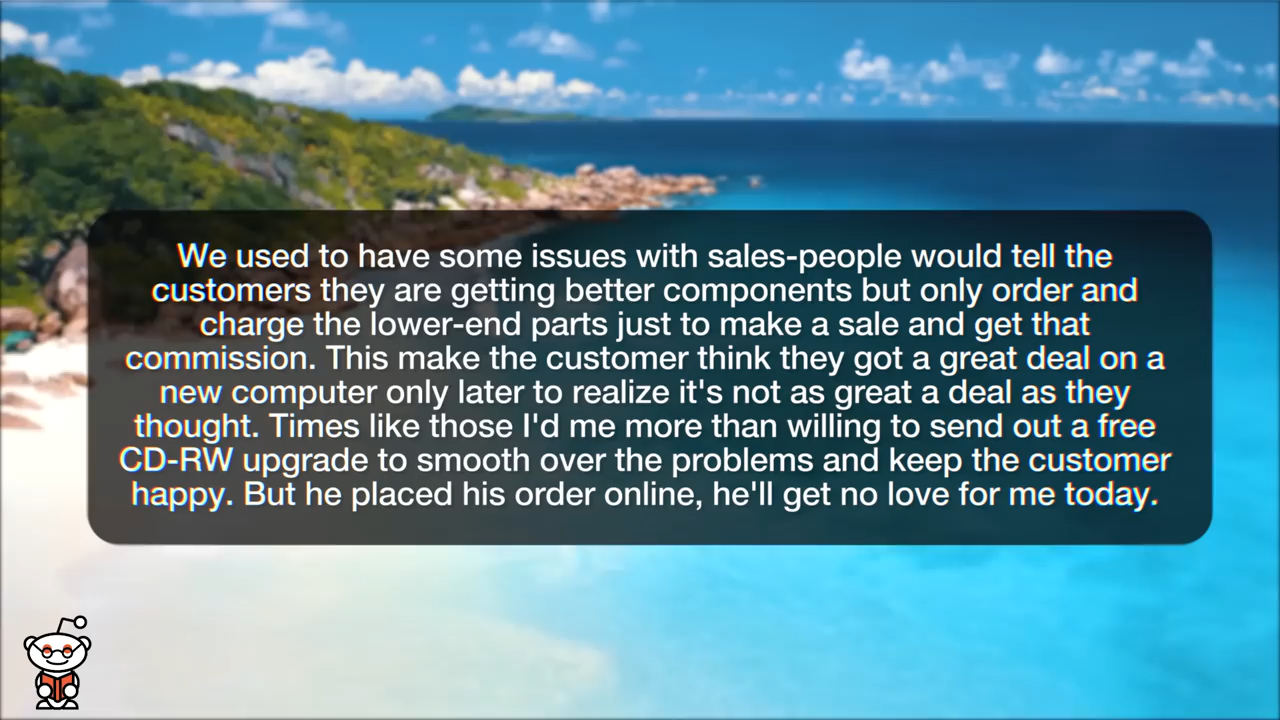 We used to have some issues with sales-people would tell the
customers they are getting better components but only order and
charge the lower-end parts just to make a sale and get that
commission. This make the customer think they got a great deal on a
new computer only later to realize it's not as great a deal as they
thought. Times like those I'd me more than willing to send out a free
CD-RW upgrade to smooth over the problems and keep the customer
happy. But he placed his order online, he'll get no love for me today.